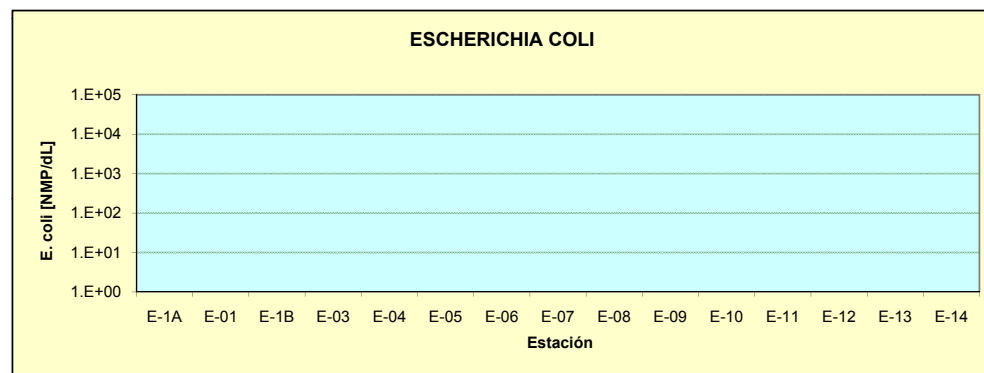 ESCHERICHIA COLI
E. coli [NMP/dL]
1.E+05
1.E+04
1.E+03
1.E+02
1.E+01
1.E+00
E-1A E-01 E-1B E-03 E-04 E-05 E-06 E-07 E-08 E-09 E-10 E-11 E-12 E-13 E-14
Estación